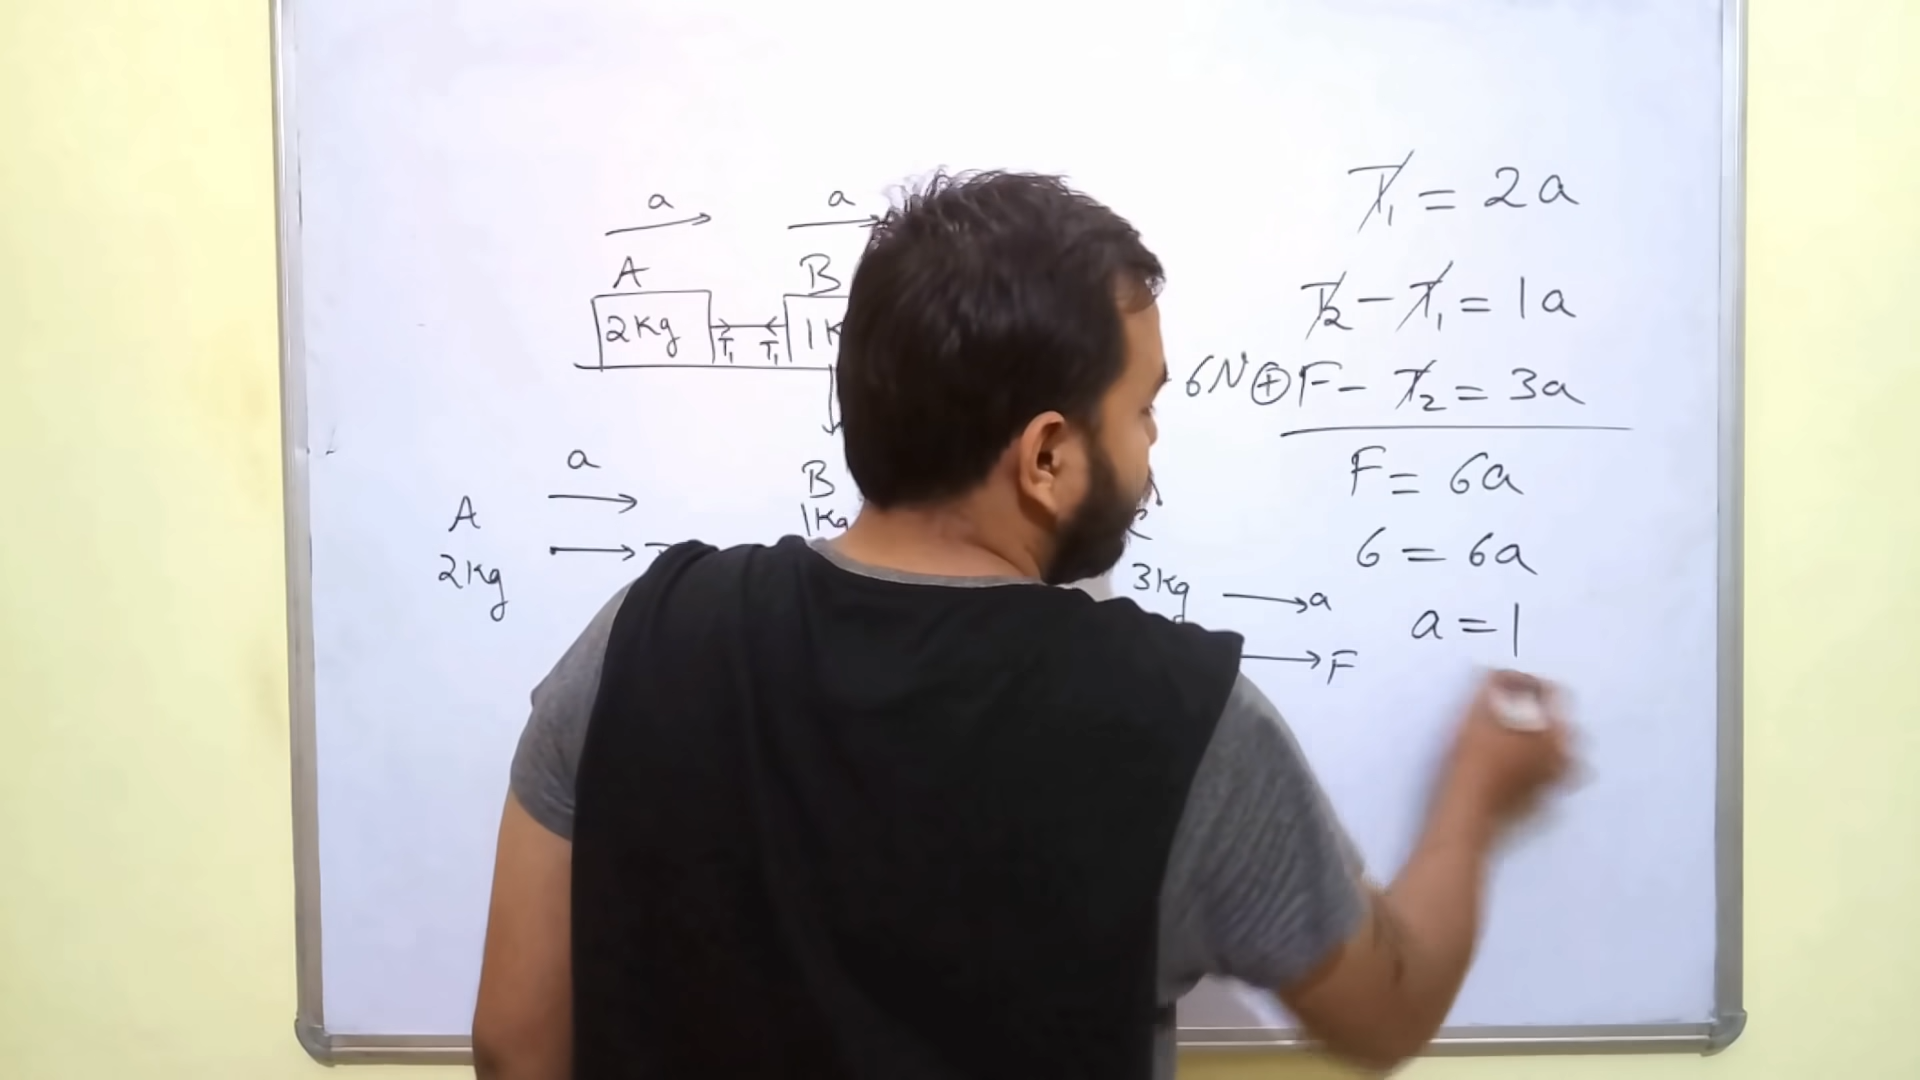 a a
A B
2Kg 1K
T₁ T₁
a
A
2Kg
B
1Kg
3Kg
a
F
T₁ = 2a
T₂ - T₁ = 1a
6N ⊕ F - T₂ = 3a
F = 6a
6 = 6a
a = 1